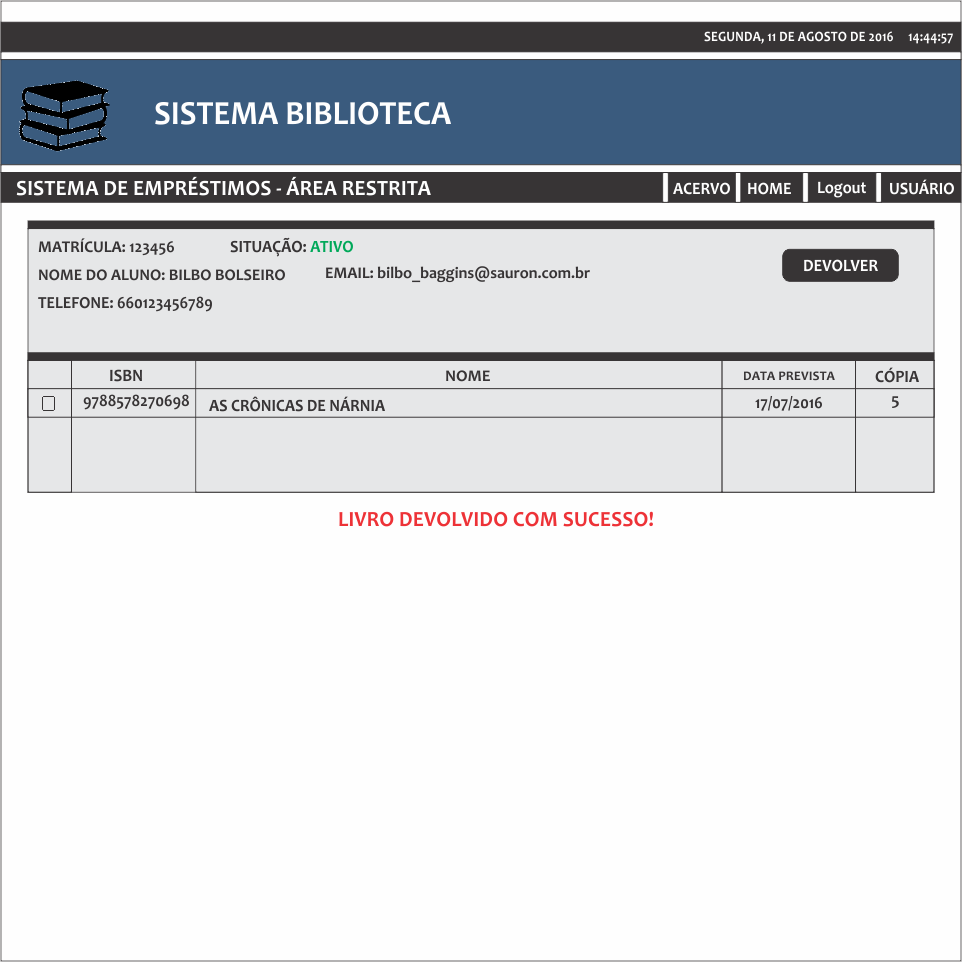 SEGUNDA, 11 DE AGOSTO DE 2016 14:44:57
SISTEMA BIBLIOTECA
SISTEMA DE EMPRÉSTIMOS - ÁREA RESTRITA ACERVO HOME Logout USUÁRIO
MATRÍCULA: 123456 SITUAÇÃO: ATIVO
NOME DO ALUNO: BILBO BOLSEIRO EMAIL: bilbo_baggins@sauron.com.br
DEVOLVER
TELEFONE: 660123456789
ISBN NOME DATA PREVISTA CÓPIA
9788578270698 AS CRÔNICAS DE NÁRNIA 17/07/2016 5
LIVRO DEVOLVIDO COM SUCESSO!